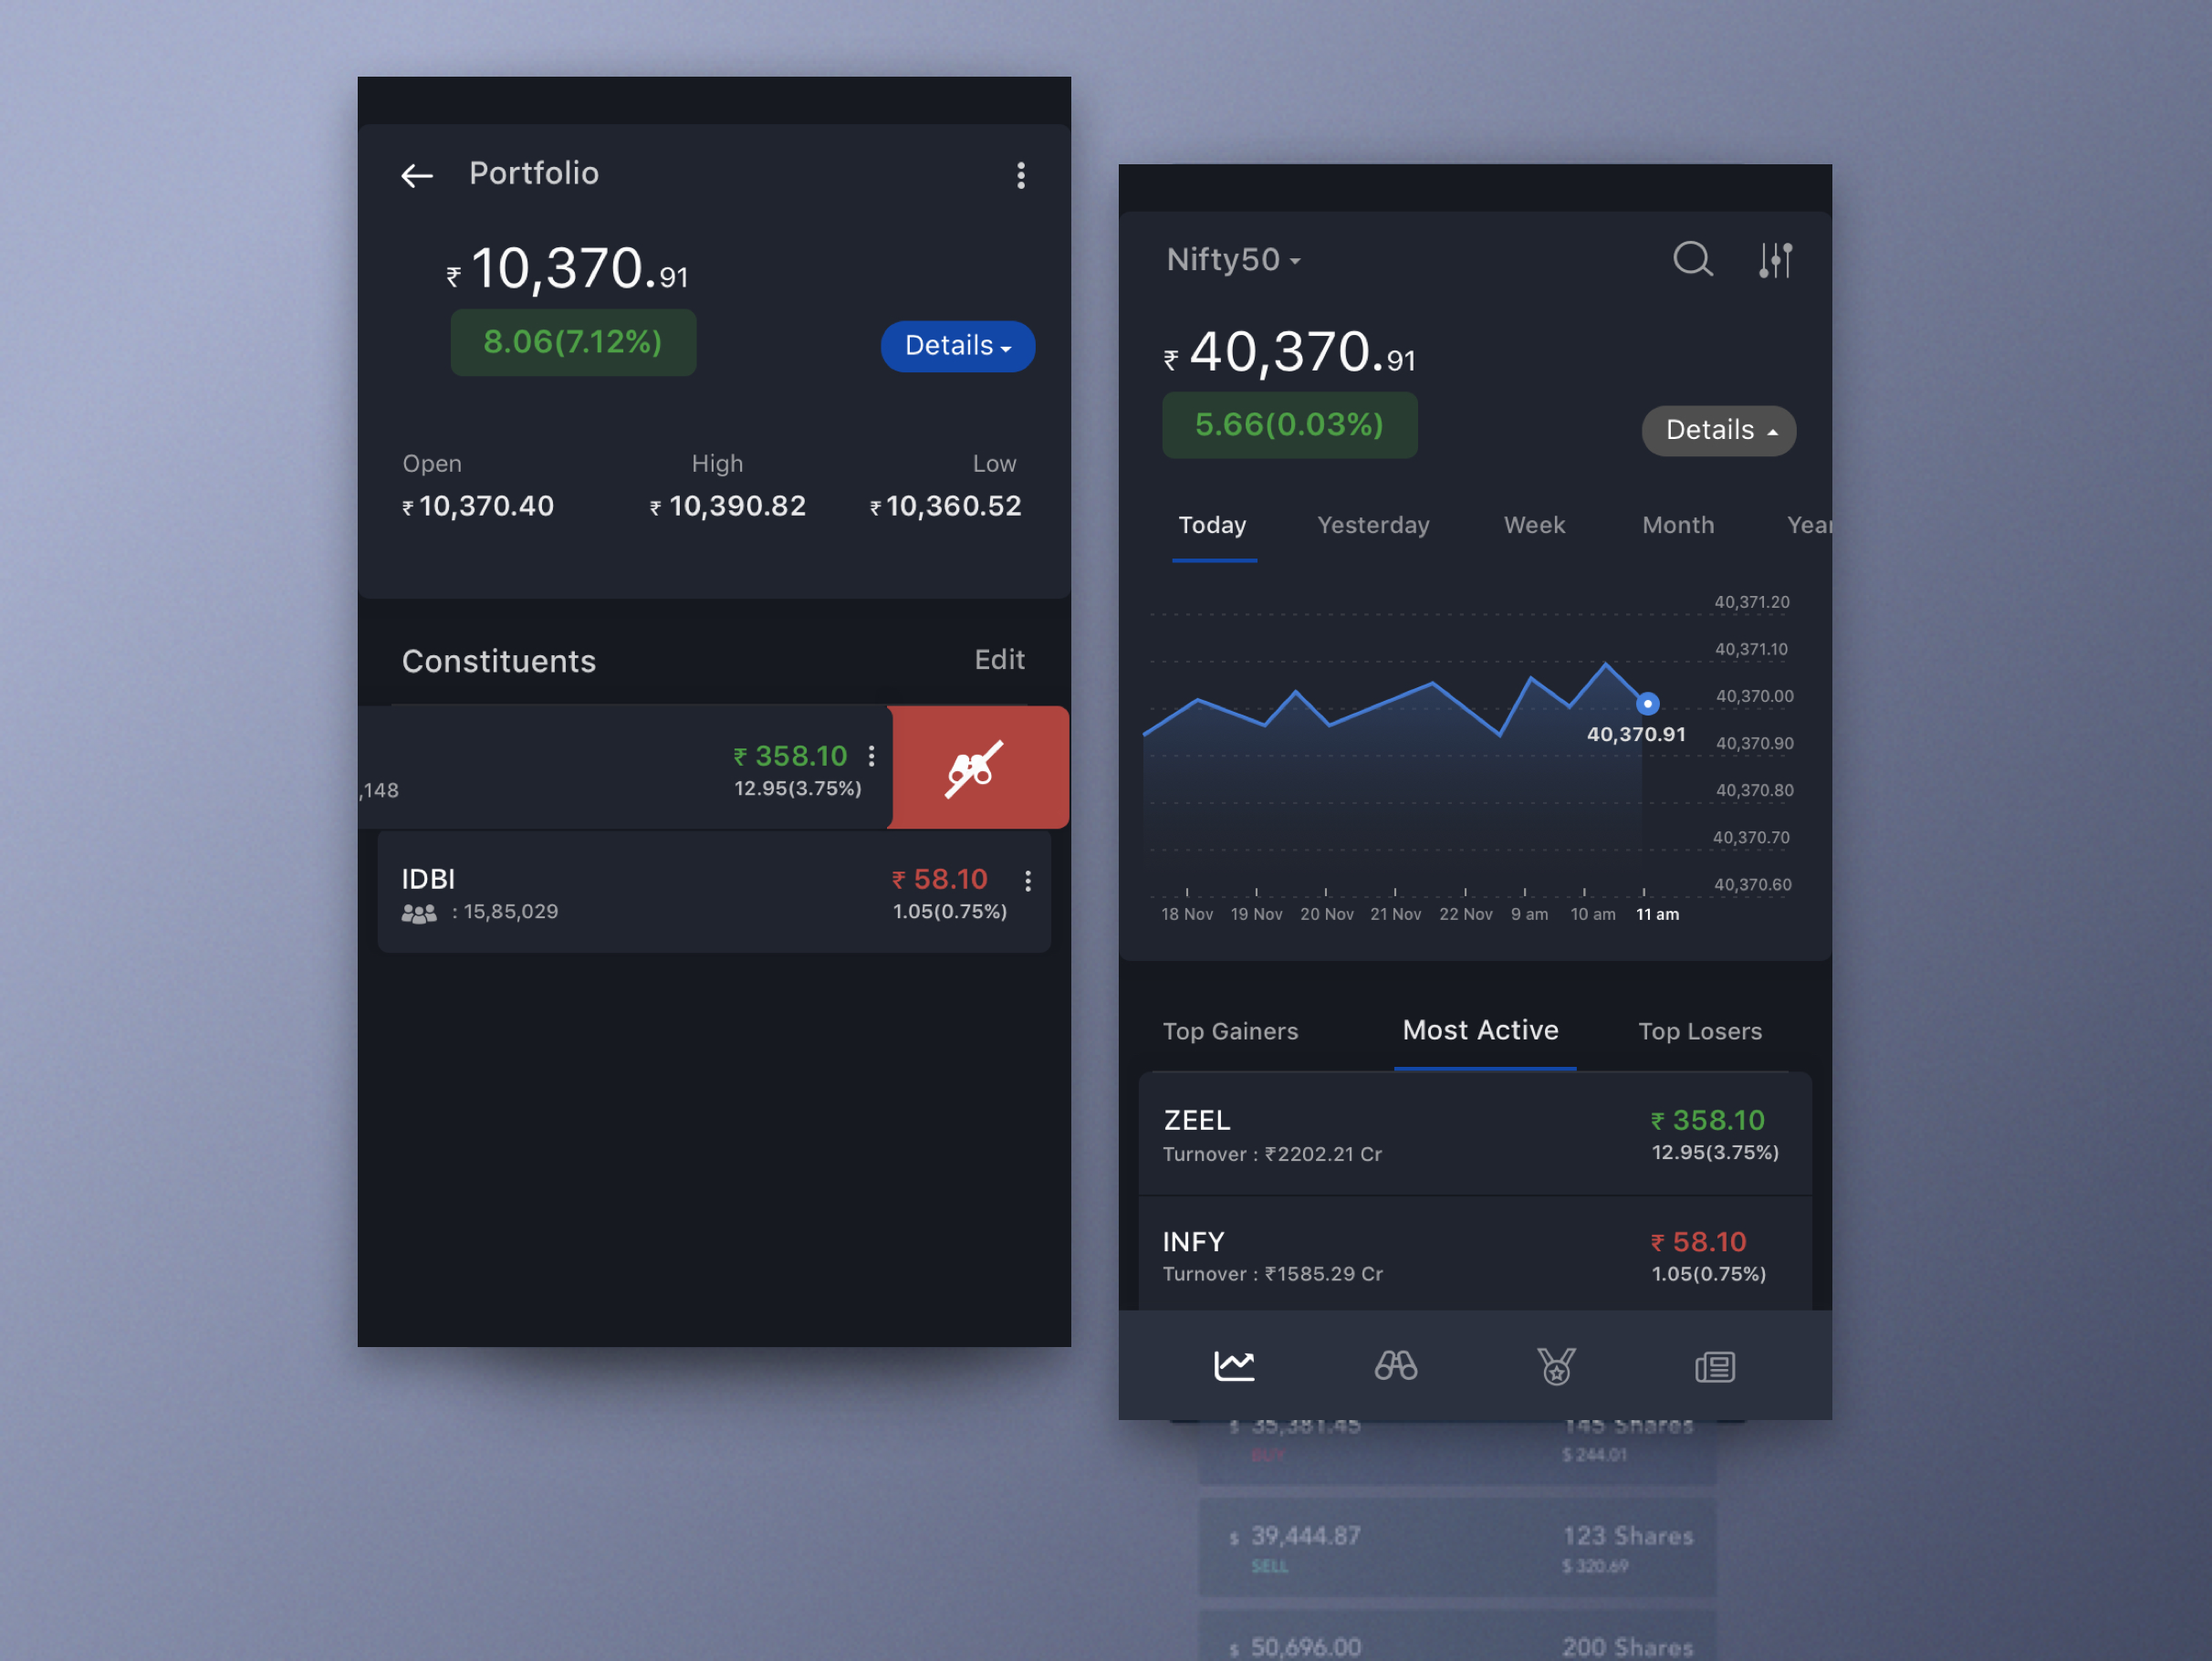 Portfolio
₹ 10,370.91
8.06(7.12%)
Details
Open High Low
₹ 10,370.40 ₹ 10,390.82 ₹ 10,360.52
Constituents Edit
₹ 358.10
,148 12.95(3.75%)
IDBI ₹ 58.10
: 15,85,029 1.05(0.75%)
Nifty50
₹ 40,370.91
5.66(0.03%)
Details
Today Yesterday Week Month Year
40,371.20
40,371.10
40,370.00
40,370.91
40,370.90
40,370.80
40,370.70
40,370.60
18 Nov 19 Nov 20 Nov 21 Nov 22 Nov 9 am 10 am 11 am
Top Gainers Most Active Top Losers
ZEEL ₹ 358.10
Turnover : ₹2202.21 Cr 12.95(3.75%)
INFY ₹ 58.10
Turnover : ₹1585.29 Cr 1.05(0.75%)
$ 35,381.45 145 Shares
BUY $ 244.01
$ 39,444.87 123 Shares
SELL $ 320.69
$ 50,696.00 200 Shares